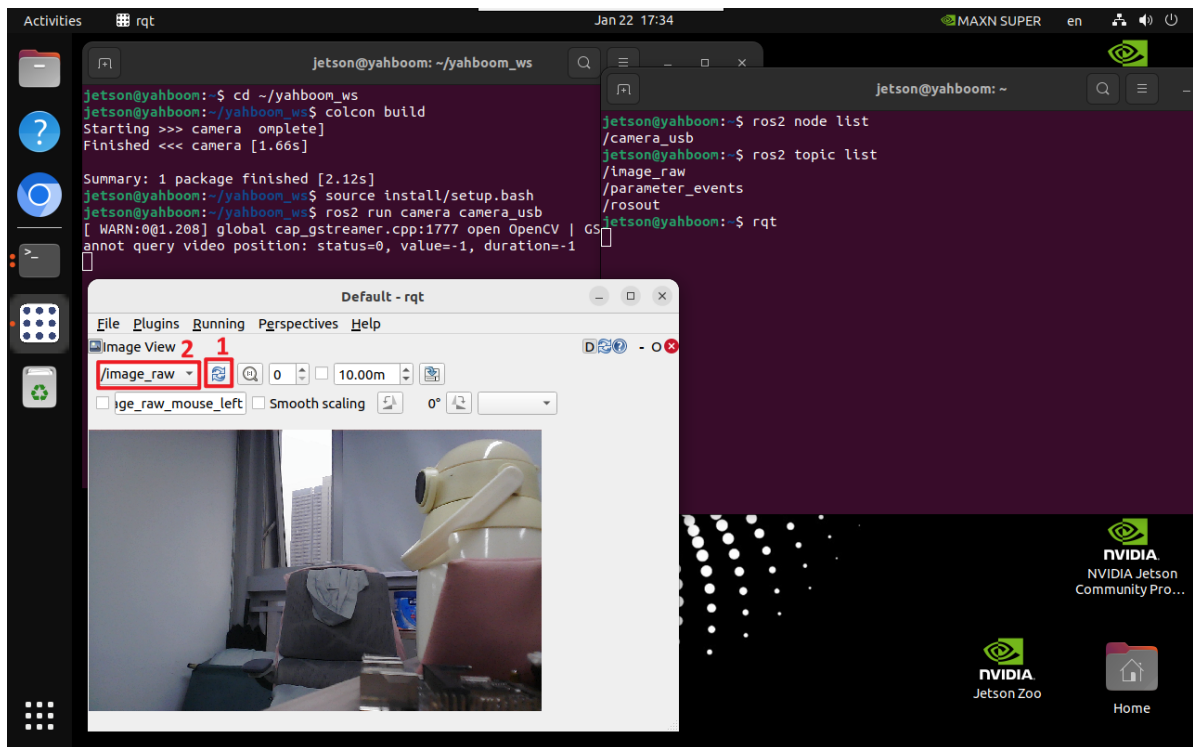 Activities
rqt
Jan 22 17:34
MAXN SUPER
en
jetson@yahboom: ~/yahboom_ws
jetson@yahboom:~$ cd ~/yahboom_ws
jetson@yahboom:~/yahboom_ws$ colcon build
Starting >>> camera omplete]
Finished <<< camera [1.66s]
Summary: 1 package finished [2.12s]
jetson@yahboom:~/yahboom_ws$ source install/setup.bash
jetson@yahboom:~/yahboom_ws$ ros2 run camera camera_usb
[ WARN:0@1.208] global cap_gstreamer.cpp:1777 open OpenCV | GS
annot query video position: status=0, value=-1, duration=-1
jetson@yahboom: ~
jetson@yahboom:~$ ros2 node list
/camera_usb
jetson@yahboom:~$ ros2 topic list
/image_raw
/parameter_events
/rosout
jetson@yahboom:~$ rqt
Default - rqt
File Plugins Running Perspectives Help
Image View 2 1
D - O
/image_raw 0 10.00m
age_raw_mouse_left Smooth scaling 0°
NVIDIA.
NVIDIA Jetson
Community Pro...
NVIDIA.
Jetson Zoo
Home